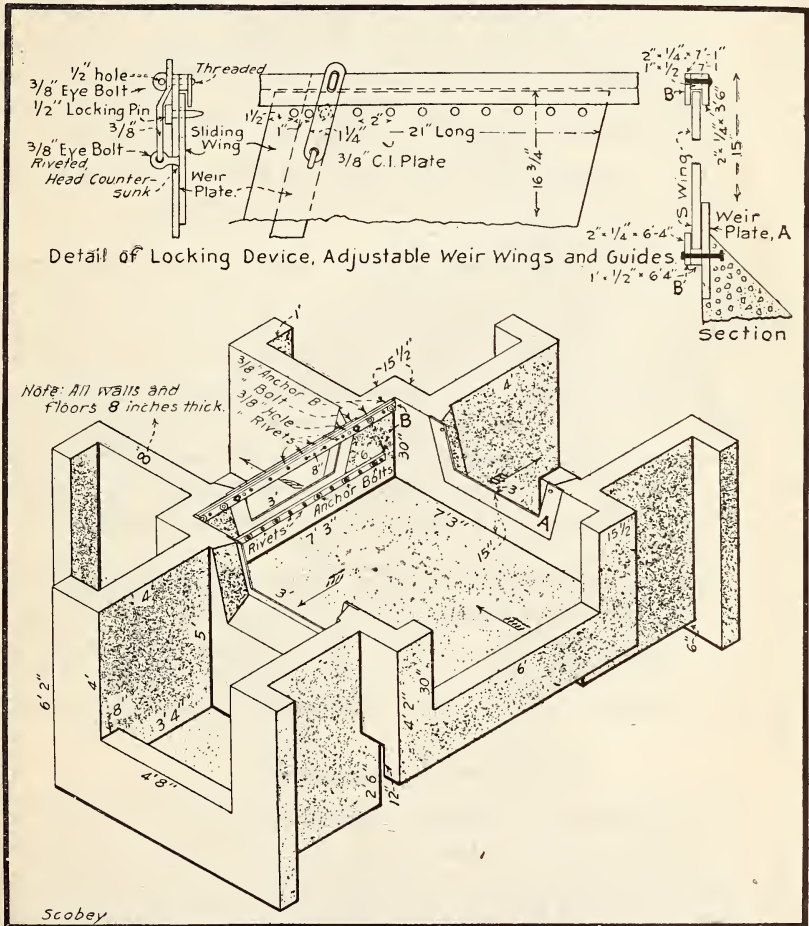 1/2" hole
3/8" Eye Bolt
1/2" Locking Pin
3/8"
3/8" Eye Bolt
Riveted,
Head Counter-
sunk
Threaded
Sliding
Wing
Weir
Plate.
1 1/2"
1"
2"
1 1/4"
21" Long
3/8" C.I. Plate
16 3/4"
2" × 1/4" × 7'-1"
1" × 1/2" × 7'-1"
B
2" × 1/4" × 3'6"
15"
S Wing
Weir
Plate, A
2" × 1/4" × 6'-4"
1" × 1/2" × 6'4"
B'
Section
Detail of Locking Device, Adjustable Weir Wings and Guides.
Note: All walls and
floors 8 inches thick.
8
1'
15 1/2"
3/8" Anchor B
" Bolt
3/8" Hole
Rivets
4'
B
30"
8"
6"
3'
3'
A
Rivets
Anchor Bolts
7' 3"
7' 3"
15"
15 1/2
3'
4'
5'
6' 2"
4'
8"
3' 4"
4' 8"
2' 6"
12"
4' 2"
30"
6'
6"
Scobey